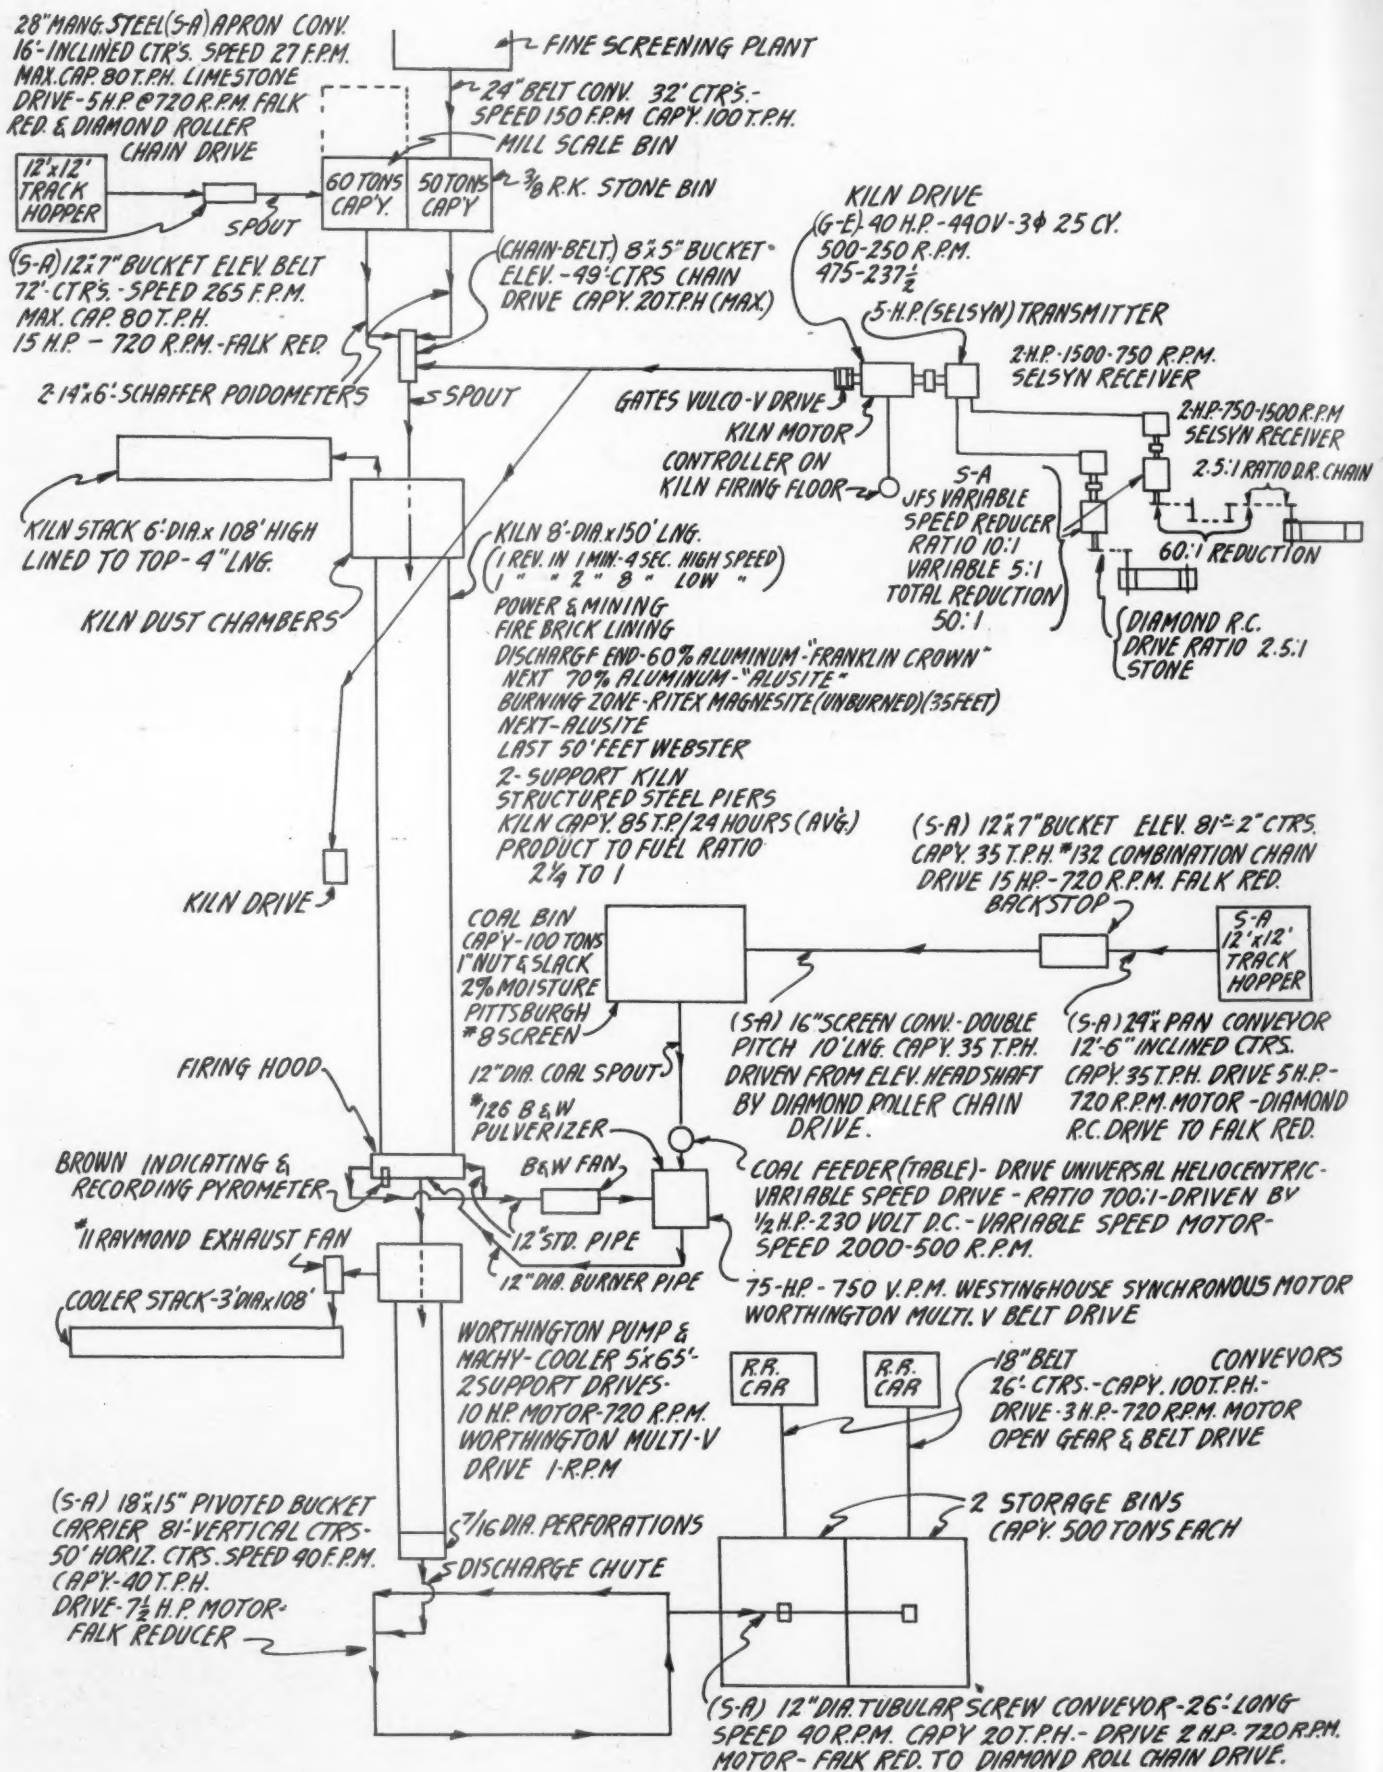 28" MANG. STEEL (S-A) APRON CONV.
16'-INCLINED CTR'S. SPEED 27 F.P.M.
MAX. CAP. 80 T.P.H. LIMESTONE
DRIVE-5 H.P. @ 720 R.P.M. FALK
RED. & DIAMOND ROLLER
CHAIN DRIVE
FINE SCREENING PLANT
24" BELT CONV. 32' CTR'S.-
SPEED 150 F.P.M CAP'Y. 100 T.P.H.
MILL SCALE BIN
12'x12'
TRACK
HOPPER
SPOUT
60 TONS
CAP'Y.
50 TONS
CAP'Y
3/8 R.K. STONE BIN
(S-A) 12"x7" BUCKET ELEV. BELT
72'-CTR'S. - SPEED 265 F.P.M.
MAX. CAP. 80 T.P.H.
15 H.P. - 720 R.P.M.-FALK RED.
2-14"x6'-SCHAFFER POIDOMETERS
(CHAIN-BELT) 8"x5" BUCKET-
ELEV. - 49'-CTRS CHAIN
DRIVE CAPY. 20 T.P.H (MAX.)
SPOUT
KILN DRIVE
(G-E)-40 H.P.-440V-3φ 25 CY.
500-250 R.P.M.
475-237½
5-H.P. (SELSYN) TRANSMITTER
2-H.P.-1500-750 R.P.M.
SELSYN RECEIVER
2-H.P.-750-1500 R.P.M
SELSYN RECEIVER
2.5:1 RATIO D.R. CHAIN
GATES VULCO-V DRIVE
KILN MOTOR
CONTROLLER ON
KILN FIRING FLOOR
S-A
JFS VARIABLE
SPEED REDUCER
RATIO 10:1
VARIABLE 5:1
TOTAL REDUCTION
50:1
60:1 REDUCTION
DIAMOND R.C.
DRIVE RATIO 2.5:1
STONE
KILN STACK 6'-DIA. x 108' HIGH
LINED TO TOP - 4" LNG.
KILN DUST CHAMBERS
KILN 8'-DIA. x 150' LNG.
(1 REV. IN 1 MIN.-4 SEC. HIGH SPEED)
(1 " " 2 " 8 " LOW ")
POWER & MINING
FIRE BRICK LINING
DISCHARGE END-60% ALUMINUM-"FRANKLIN CROWN"
NEXT 70% ALUMINUM-"ALUSITE"
BURNING ZONE-RITEX MAGNESITE (UNBURNED) (35 FEET)
NEXT-ALUSITE
LAST 50' FEET WEBSTER
2-SUPPORT KILN
STRUCTURED STEEL PIERS
KILN CAPY. 85 T.P./24 HOURS (AV'G.)
PRODUCT TO FUEL RATIO
2¼ TO 1
KILN DRIVE
(S-A) 12"x7" BUCKET ELEV. 81'-2" CTRS.
CAP'Y. 35 T.P.H. #132 COMBINATION CHAIN
DRIVE 15 H.P.-720 R.P.M. FALK RED.
BACKSTOP
S-A
12'x12'
TRACK
HOPPER
COAL BIN
CAP'Y-100 TONS
1" NUT & SLACK
2% MOISTURE
PITTSBURGH
#8 SCREEN
(S-A) 16" SCREEN CONV.-DOUBLE
PITCH 10' LNG. CAPY. 35 T.P.H.
DRIVEN FROM ELEV. HEADSHAFT
BY DIAMOND ROLLER CHAIN
DRIVE.
(S-A) 24"x PAN CONVEYOR
12'-6" INCLINED CTRS.
CAPY. 35 T.P.H. DRIVE 5 H.P.-
720 R.P.M. MOTOR - DIAMOND
R.C. DRIVE TO FALK RED.
FIRING HOOD
12" DIA. COAL SPOUT
#126 B & W
PULVERIZER
BROWN INDICATING &
RECORDING PYROMETER
B & W FAN
COAL FEEDER (TABLE)- DRIVE UNIVERSAL HELIOCENTRIC-
VARIABLE SPEED DRIVE - RATIO 700:1-DRIVEN BY
½ H.P.-230 VOLT D.C.-VARIABLE SPEED MOTOR-
SPEED 2000-500 R.P.M.
#11 RAYMOND EXHAUST FAN
12" STD. PIPE
12" DIA. BURNER PIPE
75-H.P. - 750 V.P.M. WESTINGHOUSE SYNCHRONOUS MOTOR
WORTHINGTON MULTI. V BELT DRIVE
COOLER STACK-3' DIA x 108'
WORTHINGTON PUMP &
MACHY-COOLER 5'x65'-
2 SUPPORT DRIVES-
10 H.P. MOTOR-720 R.P.M.
WORTHINGTON MULTI-V
DRIVE 1-R.P.M
R.R.
CAR
R.R.
CAR
18" BELT CONVEYORS
26'-CTRS.-CAPY. 100 T.P.H.-
DRIVE-3 H.P.-720 R.P.M. MOTOR
OPEN GEAR & BELT DRIVE
(S-A) 18"x15" PIVOTED BUCKET
CARRIER 81'-VERTICAL CTRS-
50' HORIZ. CTRS. SPEED 40 F.P.M.
CAPY-40 T.P.H.
DRIVE-7½ H.P. MOTOR-
FALK REDUCER
7/16 DIA. PERFORATIONS
DISCHARGE CHUTE
2 STORAGE BINS
CAP'Y. 500 TONS EACH
(S-A) 12" DIA. TUBULAR SCREW CONVEYOR-26'-LONG
SPEED 40 R.P.M. CAPY 20 T.P.H.- DRIVE 2 H.P.-720 R.P.M.
MOTOR - FALK RED. TO DIAMOND ROLL CHAIN DRIVE.